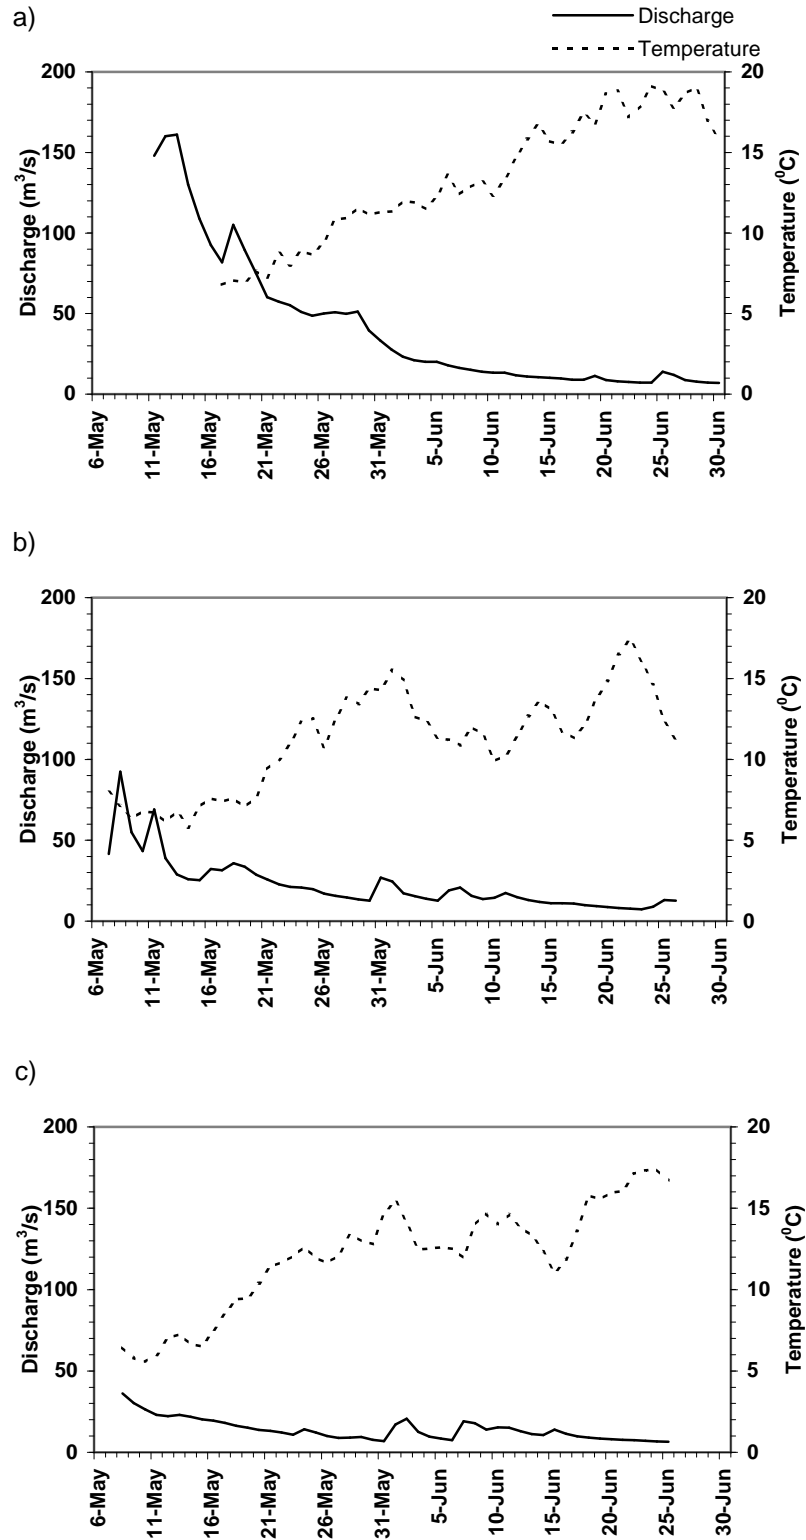 a)
Discharge
Temperature
200
150
100
50
0
20
15
10
5
0
Discharge (m³/s)
Temperature (⁰C)
6-May
11-May
16-May
21-May
26-May
31-May
5-Jun
10-Jun
15-Jun
20-Jun
25-Jun
30-Jun
b)
200
150
100
50
0
20
15
10
5
0
Discharge (m³/s)
Temperature (⁰C)
6-May
11-May
16-May
21-May
26-May
31-May
5-Jun
10-Jun
15-Jun
20-Jun
25-Jun
30-Jun
c)
200
150
100
50
0
20
15
10
5
0
Discharge (m³/s)
Temperature (⁰C)
6-May
11-May
16-May
21-May
26-May
31-May
5-Jun
10-Jun
15-Jun
20-Jun
25-Jun
30-Jun